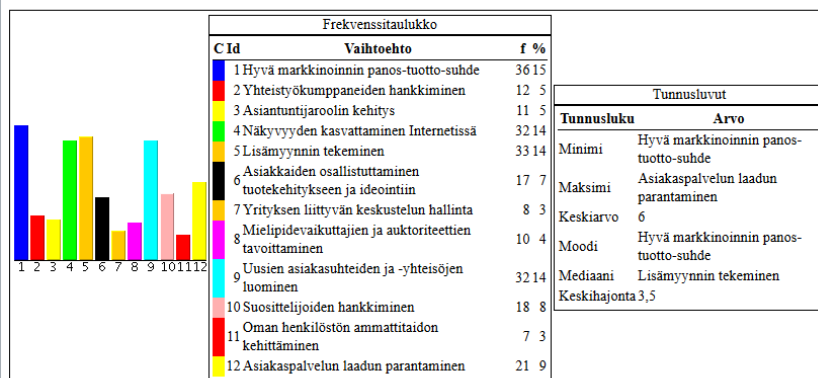 1 2 3 4 5 6 7 8 9 10 11 12
Frekvenssitaulukko
C Id Vaihtoehto f %
1 Hyvä markkinoinnin panos-tuotto-suhde 36 15
2 Yhteistyökumppaneiden hankkiminen 12 5
3 Asiantuntijaroolin kehitys 11 5
4 Näkyvyyden kasvattaminen Internetissä 32 14
5 Lisämyynnin tekeminen 33 14
6 Asiakkaiden osallistuttaminen
tuotekehitykseen ja ideointiin 17 7
7 Yrityksen liittyvän keskustelun hallinta 8 3
8 Mielipidevaikuttajien ja auktoriteettien
tavoittaminen 10 4
9 Uusien asiakasuhteiden ja -yhteisöjen
luominen 32 14
10 Suosittelijoiden hankkiminen 18 8
11 Oman henkilöstön ammattitaidon
kehittäminen 7 3
12 Asiakaspalvelun laadun parantaminen 21 9
Tunnusluvut
Tunnusluku Arvo
Minimi Hyvä markkinoinnin panos-
tuotto-suhde
Maksimi Asiakaspalvelun laadun
parantaminen
Keskiarvo 6
Moodi Hyvä markkinoinnin panos-
tuotto-suhde
Mediaani Lisämyynnin tekeminen
Keskihajonta 3,5